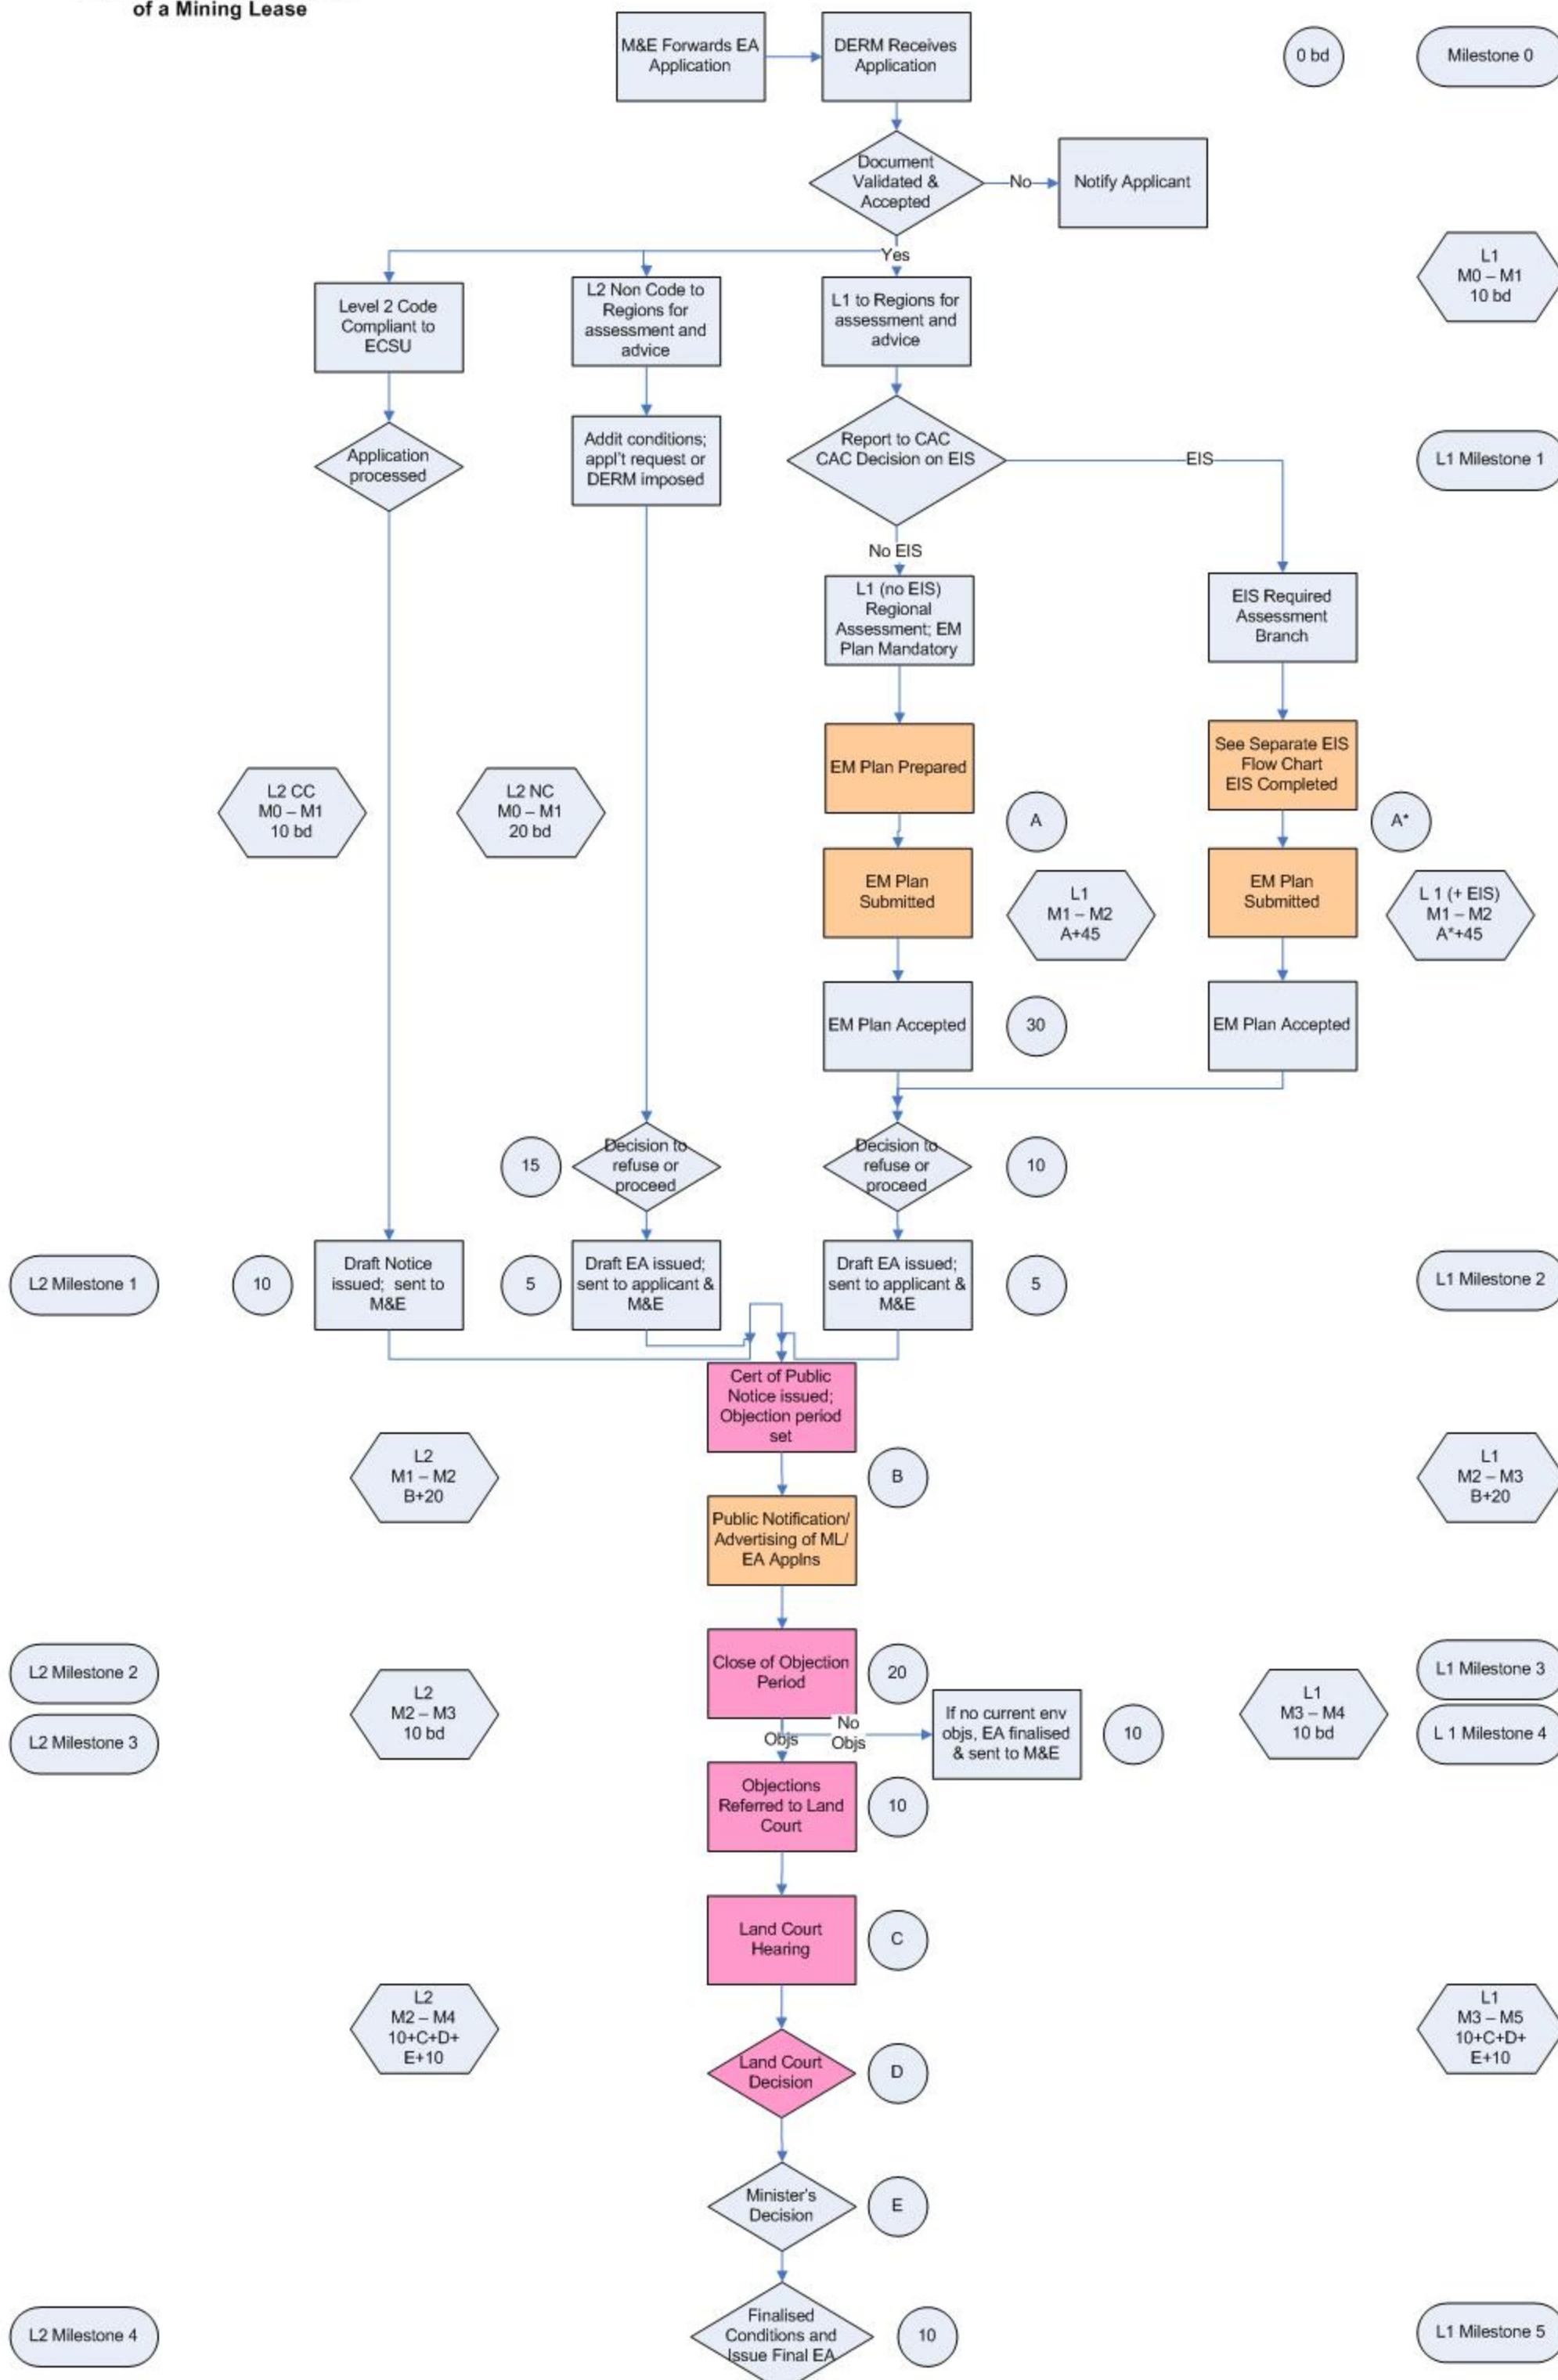 of a Mining Lease
M&E Forwards EA
Application
DERM Receives
Application
0 bd
Milestone 0
Document
Validated &
Accepted
No
Notify Applicant
Yes
L1
M0 – M1
10 bd
Level 2 Code
Compliant to
ECSU
L2 Non Code to
Regions for
assessment and
advice
L1 to Regions for
assessment and
advice
Application
processed
Addit conditions;
appl't request or
DERM imposed
Report to CAC
CAC Decision on EIS
EIS
L1 Milestone 1
No EIS
L1 (no EIS)
Regional
Assessment; EM
Plan Mandatory
EIS Required
Assessment
Branch
L2 CC
M0 – M1
10 bd
L2 NC
M0 – M1
20 bd
EM Plan Prepared
See Separate EIS
Flow Chart
EIS Completed
A
A*
EM Plan
Submitted
L1
M1 – M2
A+45
EM Plan
Submitted
L 1 (+ EIS)
M1 – M2
A*+45
EM Plan Accepted
30
EM Plan Accepted
15
Decision to
refuse or
proceed
Decision to
refuse or
proceed
10
L2 Milestone 1
10
Draft Notice
issued; sent to
M&E
5
Draft EA issued;
sent to applicant &
M&E
Draft EA issued;
sent to applicant &
M&E
5
L1 Milestone 2
Cert of Public
Notice issued;
Objection period
set
L2
M1 – M2
B+20
B
L1
M2 – M3
B+20
Public Notification/
Advertising of ML/
EA Applns
L2 Milestone 2
L2 Milestone 3
L2
M2 – M3
10 bd
Close of Objection
Period
20
No
Objs
Objs
If no current env
objs, EA finalised
& sent to M&E
10
L1
M3 – M4
10 bd
L1 Milestone 3
L 1 Milestone 4
Objections
Referred to Land
Court
10
Land Court
Hearing
C
L2
M2 – M4
10+C+D+
E+10
Land Court
Decision
D
L1
M3 – M5
10+C+D+
E+10
Minister's
Decision
E
L2 Milestone 4
Finalised
Conditions and
Issue Final EA
10
L1 Milestone 5